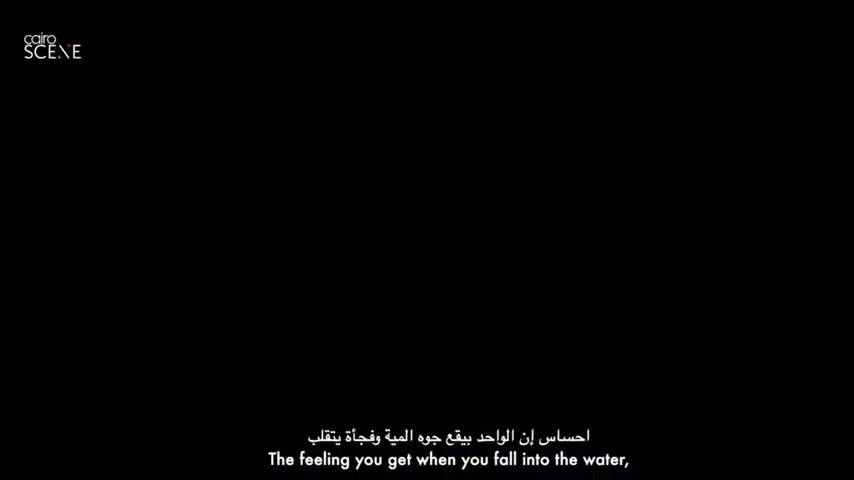 cairo
SCENE
احساس إن الواحد بيقع جوه المية وفجأة يتقلب
The feeling you get when you fall into the water,